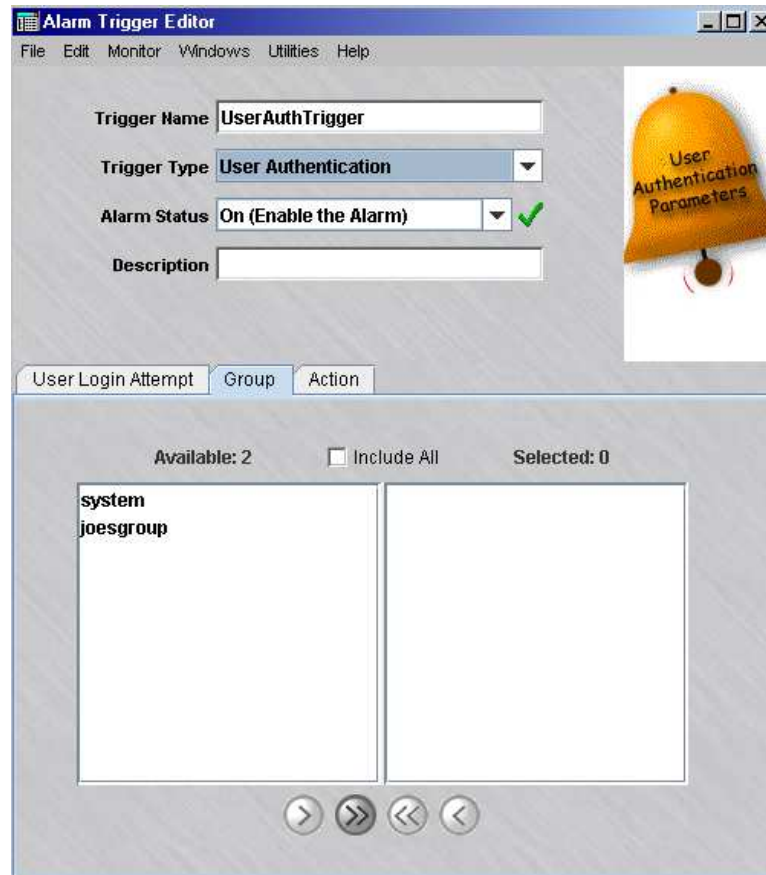 Alarm Trigger Editor
File Edit Monitor Windows Utilities Help
Trigger Name UserAuthTrigger
Trigger Type User Authentication
Alarm Status On (Enable the Alarm)
Description
User
Authentication
Parameters
User Login Attempt Group Action
Available: 2 Include All Selected: 0
system
joesgroup